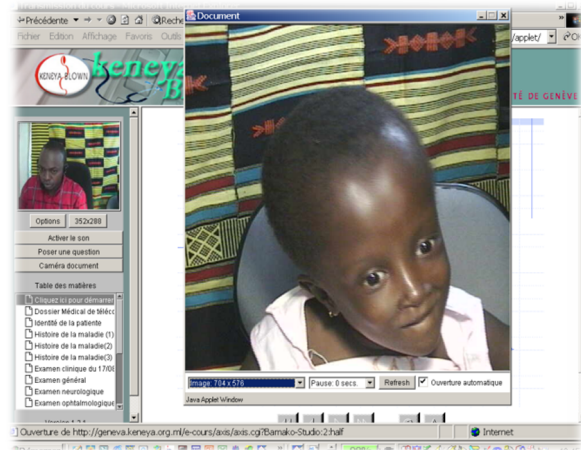 Précédente
Document
Fichier Edition Affichage Favoris Outils
/applet/
KENEYA BLOWN
keneya
TÉ DE GENÈVE
Options 352x288
Activer le son
Poser une question
Caméra document
Table des matières
Cliquez ici pour démarrer
Dossier Médical de téléco
Identité de la patiente
Histoire de la maladie (1)
Histoire de la maladie(2)
Histoire de la maladie(3)
Examen clinique du 17/0
Examen général
Examen neurologique
Examen ophtalmologique
Image: 704 x 576 Pause: 0 secs. Refresh Ouverture automatique
Java Applet Window
Ouverture de http://geneva.keneya.org.ml/e-cours/axis/axis.cgi?Bamako-Studio:2:half
Internet